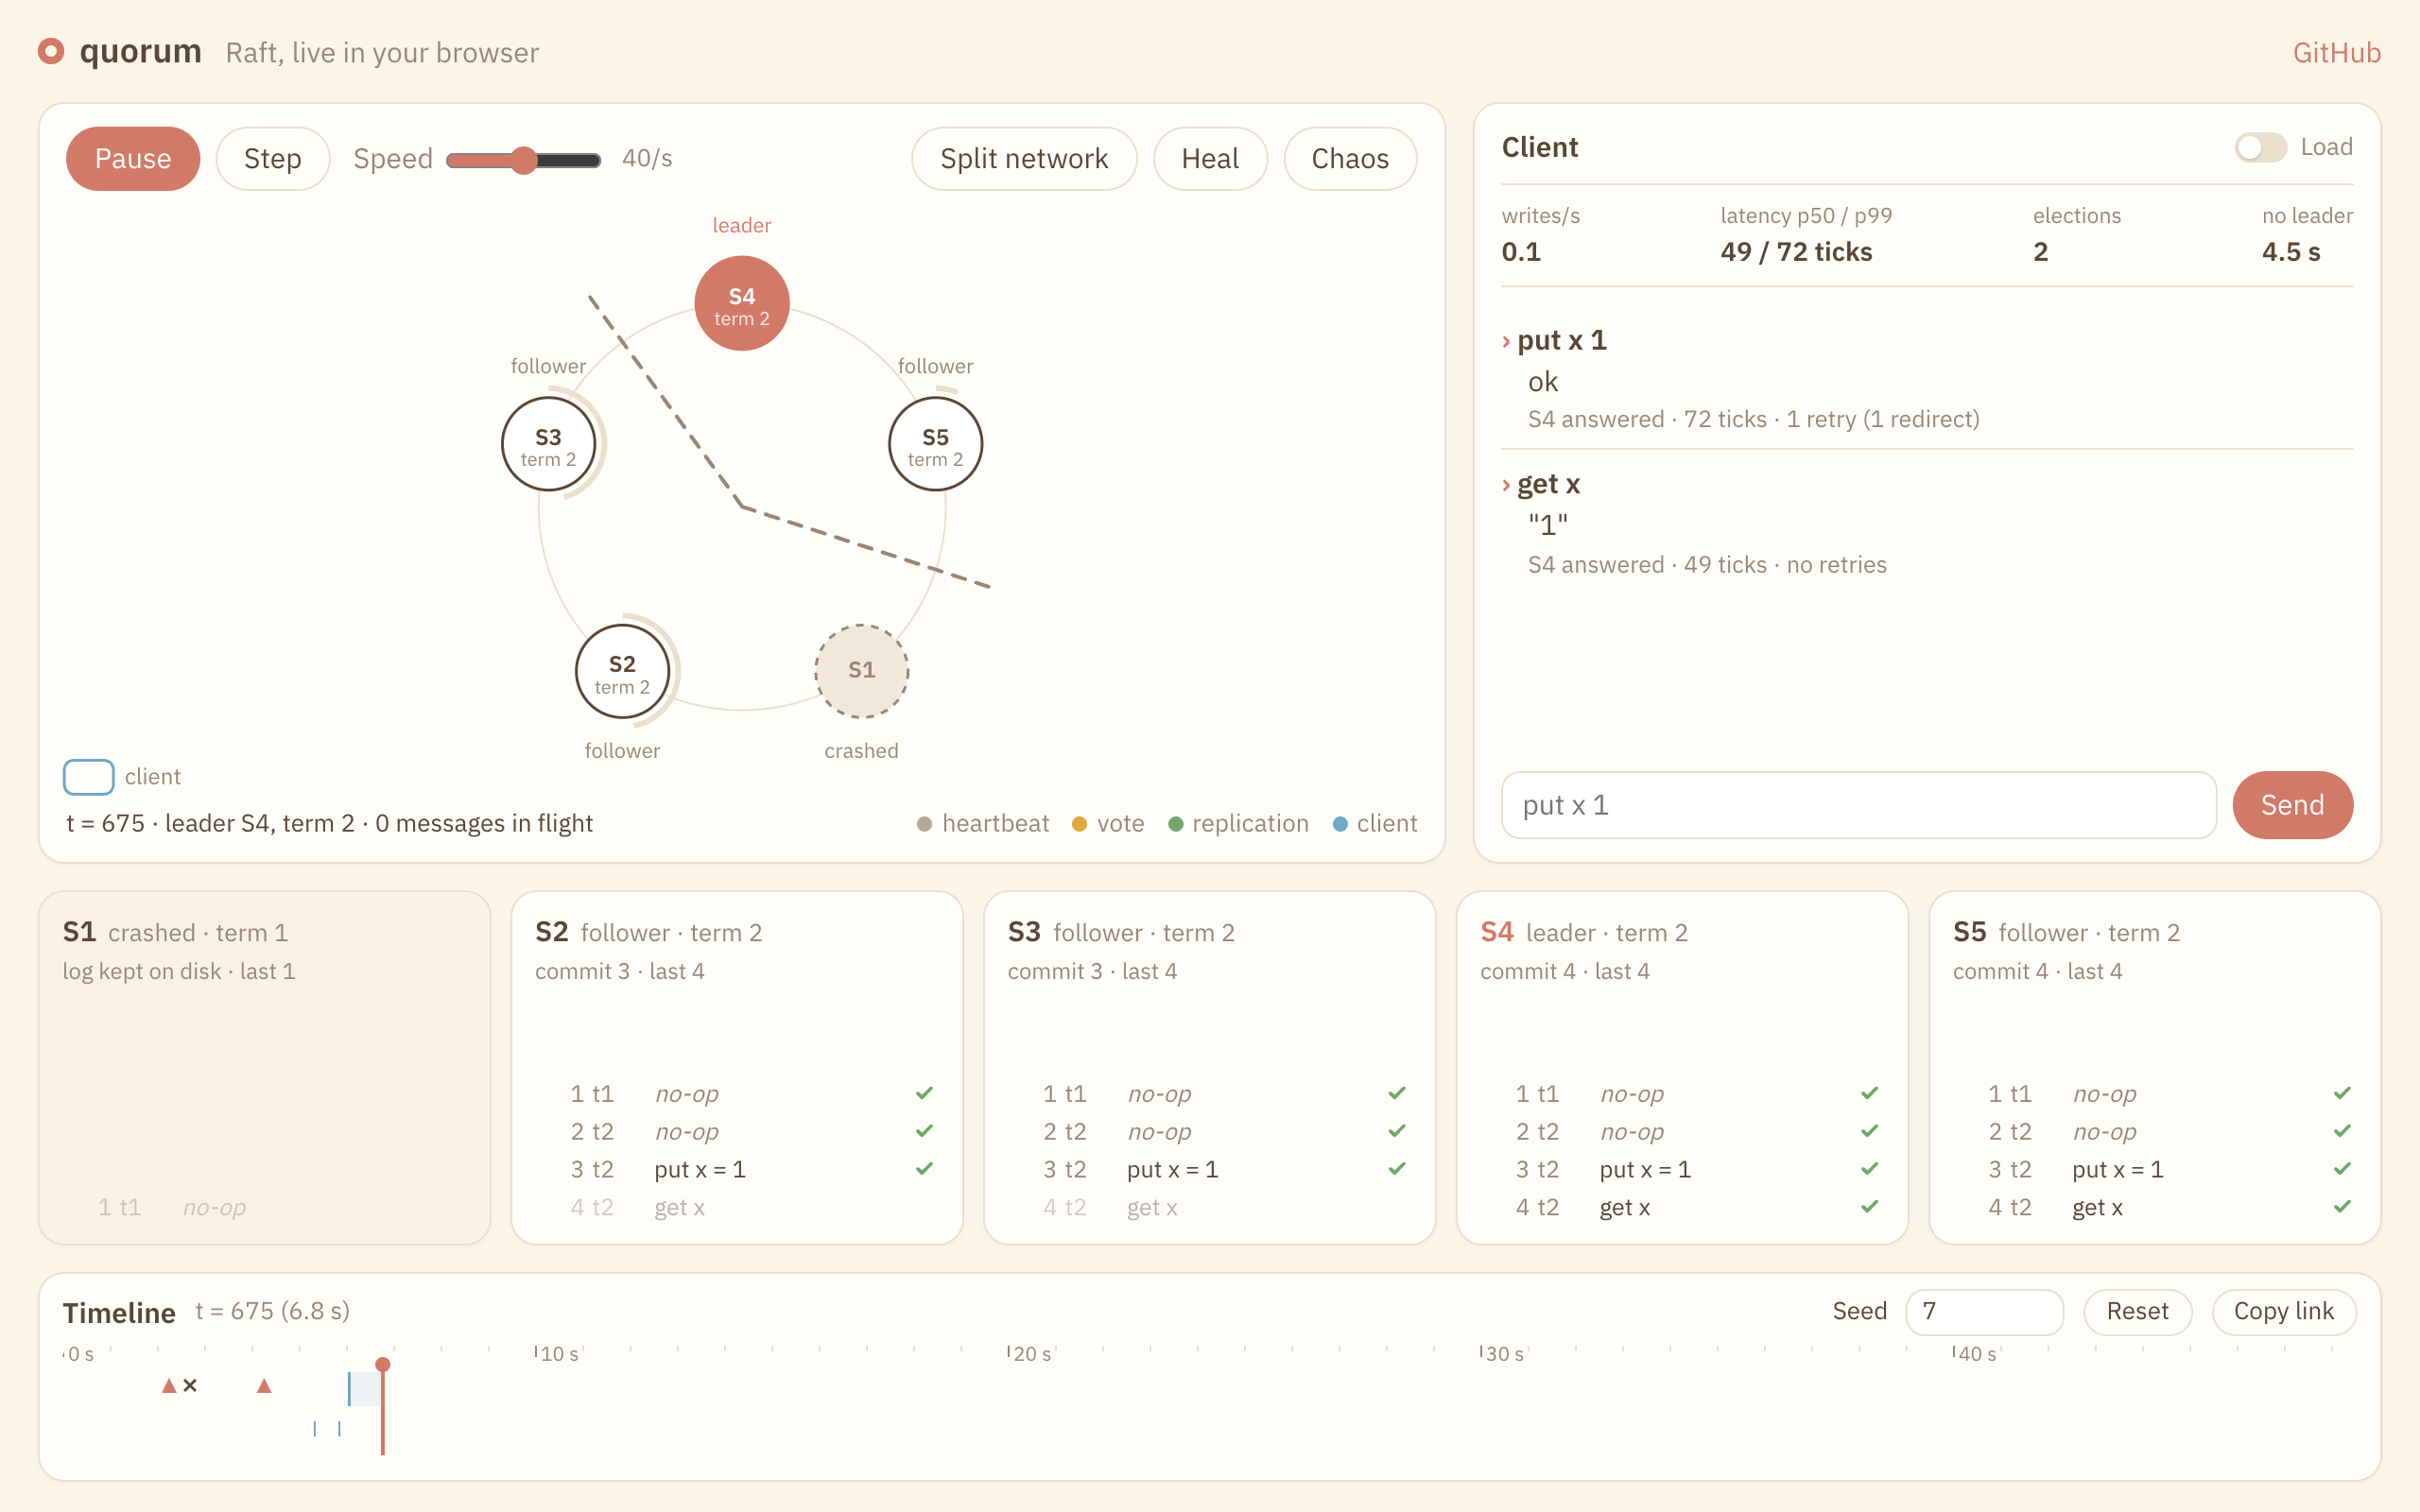 quorum Raft, live in your browser GitHub
Pause Step Speed 40/s Split network Heal Chaos
leader
S4
term 2
follower
follower
S3
term 2
S5
term 2
S2
term 2
S1
follower
crashed
client
t = 675 · leader S4, term 2 · 0 messages in flight
heartbeat vote replication client
Client Load
writes/s latency p50 / p99 elections no leader
0.1 49 / 72 ticks 2 4.5 s
› put x 1
ok
S4 answered · 72 ticks · 1 retry (1 redirect)
› get x
"1"
S4 answered · 49 ticks · no retries
put x 1 Send
S1 crashed · term 1
log kept on disk · last 1
1 t1 no-op
S2 follower · term 2
commit 3 · last 4
1 t1 no-op ✓
2 t2 no-op ✓
3 t2 put x = 1 ✓
4 t2 get x
S3 follower · term 2
commit 3 · last 4
1 t1 no-op ✓
2 t2 no-op ✓
3 t2 put x = 1 ✓
4 t2 get x
S4 leader · term 2
commit 4 · last 4
1 t1 no-op ✓
2 t2 no-op ✓
3 t2 put x = 1 ✓
4 t2 get x ✓
S5 follower · term 2
commit 4 · last 4
1 t1 no-op ✓
2 t2 no-op ✓
3 t2 put x = 1 ✓
4 t2 get x ✓
Timeline t = 675 (6.8 s) Seed 7 Reset Copy link
0 s 10 s 20 s 30 s 40 s